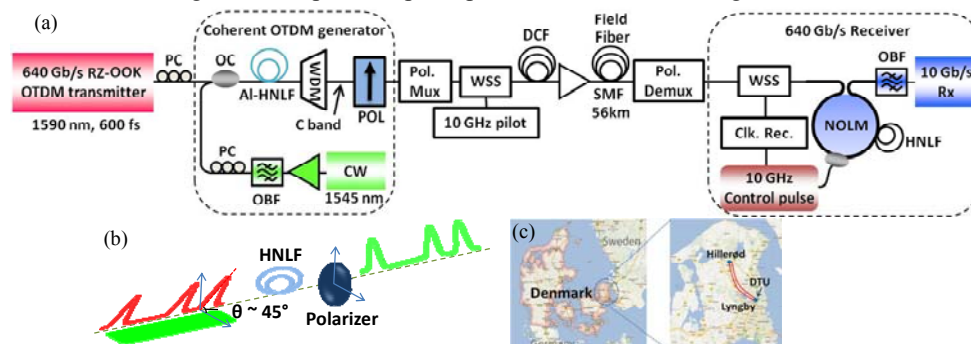 (a)
Coherent OTDM generator
640 Gb/s RZ-OOK
OTDM transmitter
1590 nm, 600 fs
PC
OC
Al-HNLF
WDM
C band
POL
PC
OBF
CW
1545 nm
Pol.
Mux
WSS
10 GHz pilot
DCF
Field
Fiber
SMF
56km
Pol.
Demux
640 Gb/s Receiver
WSS
Clk. Rec.
10 GHz
Control pulse
NOLM
HNLF
OBF
10 Gb/s
Rx
(b)
HNLF
θ ~ 45°
Polarizer
(c)
Sweden
Denmark
Hillerød
DTU
Lyngby